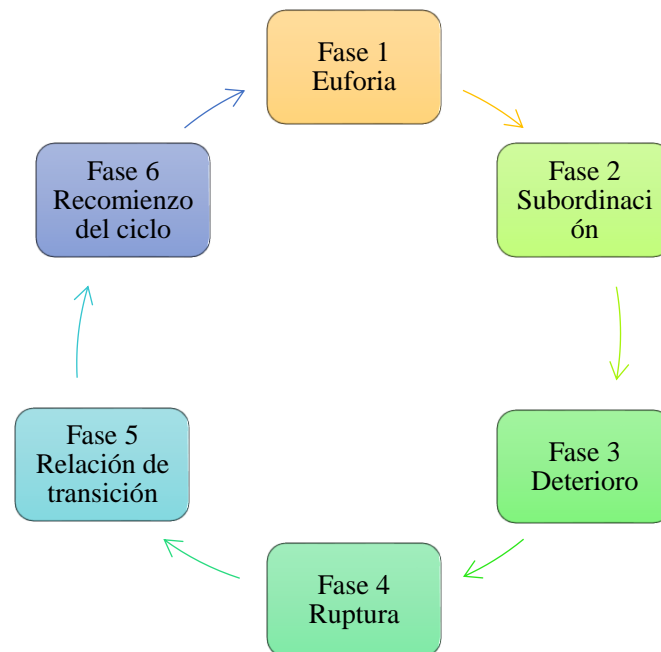 Fase 1
Euforia
Fase 2
Subordinaci
ón
Fase 3
Deterioro
Fase 4
Ruptura
Fase 5
Relación de
transición
Fase 6
Recomienzo
del ciclo